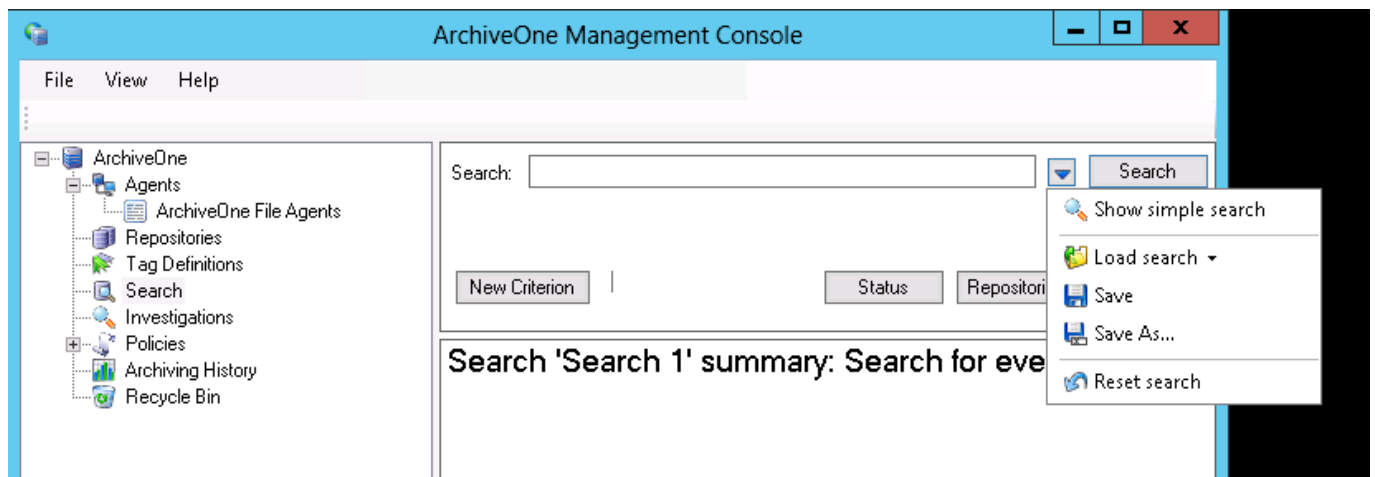 ArchiveOne Management Console
File View Help
ArchiveOne
Agents
ArchiveOne File Agents
Repositories
Tag Definitions
Search
Investigations
Policies
Archiving History
Recycle Bin
Search: Search
Show simple search
Load search
Save
Save As...
Reset search
New Criterion Status Repositori
Search 'Search 1' summary: Search for eve